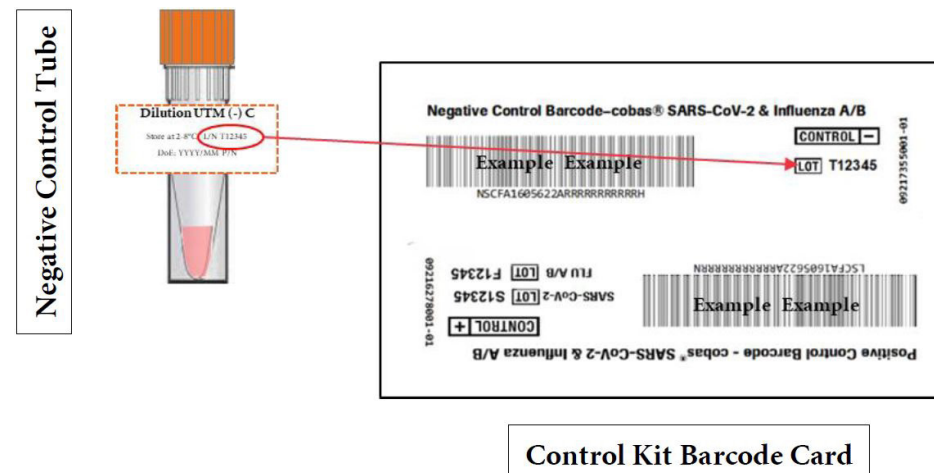 Negative Control Tube
Dilution UTM (-) C
Store at 2-8°C L/N T12345
DoE: YYYY/MM P/N
Negative Control Barcode–cobas® SARS-CoV-2 & Influenza A/B
Example Example
NSCFA1605622ARRRRRRRRRRRH
CONTROL –
LOT T12345
09217355001-01
Positive Control Barcode - cobas® SARS-CoV-2 & Influenza A/B
CONTROL +
SARS-CoV-2 LOT S12345
FLU A/B LOT F12345
09216278001-01
Example Example
Control Kit Barcode Card